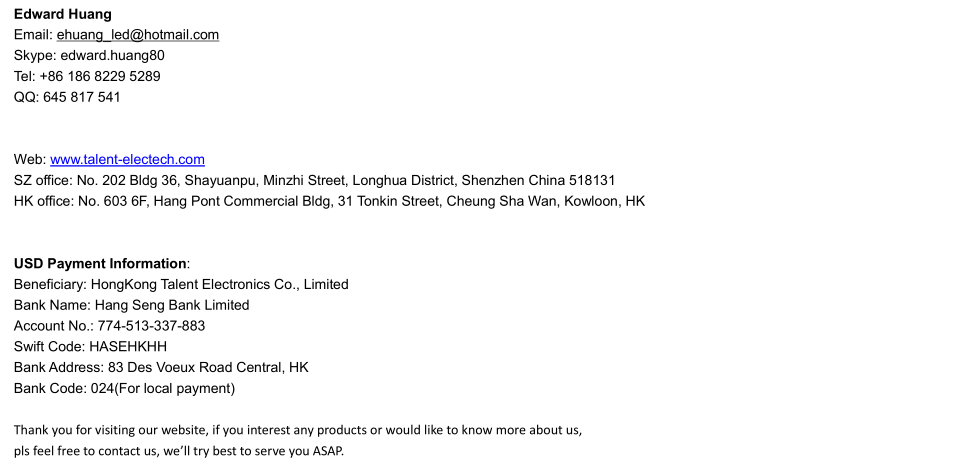 Edward Huang
Email: ehuang_led@hotmail.com
Skype: edward.huang80
Tel: +86 186 8229 5289
QQ: 645 817 541
Web: www.talent-electech.com
SZ office: No. 202 Bldg 36, Shayuanpu, Minzhi Street, Longhua District, Shenzhen China 518131
HK office: No. 603 6F, Hang Pont Commercial Bldg, 31 Tonkin Street, Cheung Sha Wan, Kowloon, HK
USD Payment Information:
Beneficiary: HongKong Talent Electronics Co., Limited
Bank Name: Hang Seng Bank Limited
Account No.: 774-513-337-883
Swift Code: HASEHKHH
Bank Address: 83 Des Voeux Road Central, HK
Bank Code: 024(For local payment)
Thank you for visiting our website, if you interest any products or would like to know more about us,
pls feel free to contact us, we'll try best to serve you ASAP.